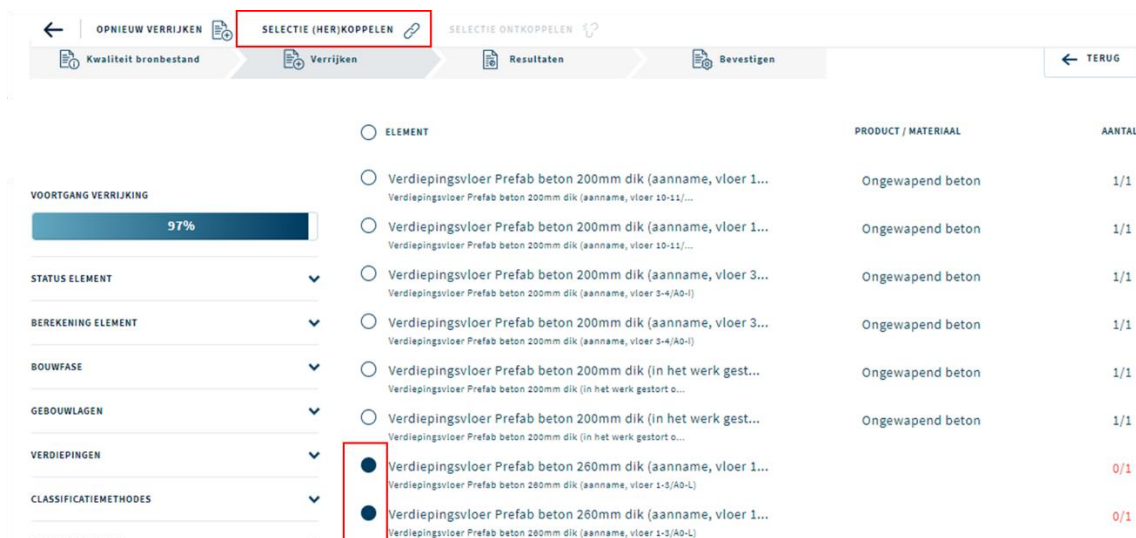 OPNIEUW VERRIJKEN SELECTIE (HER)KOPPELEN SELECTIE ONTKOPPELEN
Kwaliteit bronbestand Verrijken Resultaten Bevestigen TERUG
ELEMENT PRODUCT / MATERIAAL AANTAL
VOORTGANG VERRIJKING
97%
STATUS ELEMENT
BEREKENING ELEMENT
BOUWFASE
GEBOUWLAGEN
VERDIEPINGEN
CLASSIFICATIEMETHODES
Verdiepingsvloer Prefab beton 200mm dik (aanname, vloer 1... Ongewapend beton 1/1
Verdiepingsvloer Prefab beton 200mm dik (aanname, vloer 10-11/...
Verdiepingsvloer Prefab beton 200mm dik (aanname, vloer 1... Ongewapend beton 1/1
Verdiepingsvloer Prefab beton 200mm dik (aanname, vloer 10-11/...
Verdiepingsvloer Prefab beton 200mm dik (aanname, vloer 3... Ongewapend beton 1/1
Verdiepingsvloer Prefab beton 200mm dik (aanname, vloer 3-4/A0-I)
Verdiepingsvloer Prefab beton 200mm dik (aanname, vloer 3... Ongewapend beton 1/1
Verdiepingsvloer Prefab beton 200mm dik (aanname, vloer 3-4/A0-I)
Verdiepingsvloer Prefab beton 200mm dik (in het werk gest... Ongewapend beton 1/1
Verdiepingsvloer Prefab beton 200mm dik (in het werk gestort o...
Verdiepingsvloer Prefab beton 200mm dik (in het werk gest... Ongewapend beton 1/1
Verdiepingsvloer Prefab beton 200mm dik (in het werk gestort o...
Verdiepingsvloer Prefab beton 260mm dik (aanname, vloer 1... 0/1
Verdiepingsvloer Prefab beton 260mm dik (aanname, vloer 1-3/A0-L)
Verdiepingsvloer Prefab beton 260mm dik (aanname, vloer 1... 0/1
Verdiepingsvloer Prefab beton 260mm dik (aanname, vloer 1-3/A0-L)